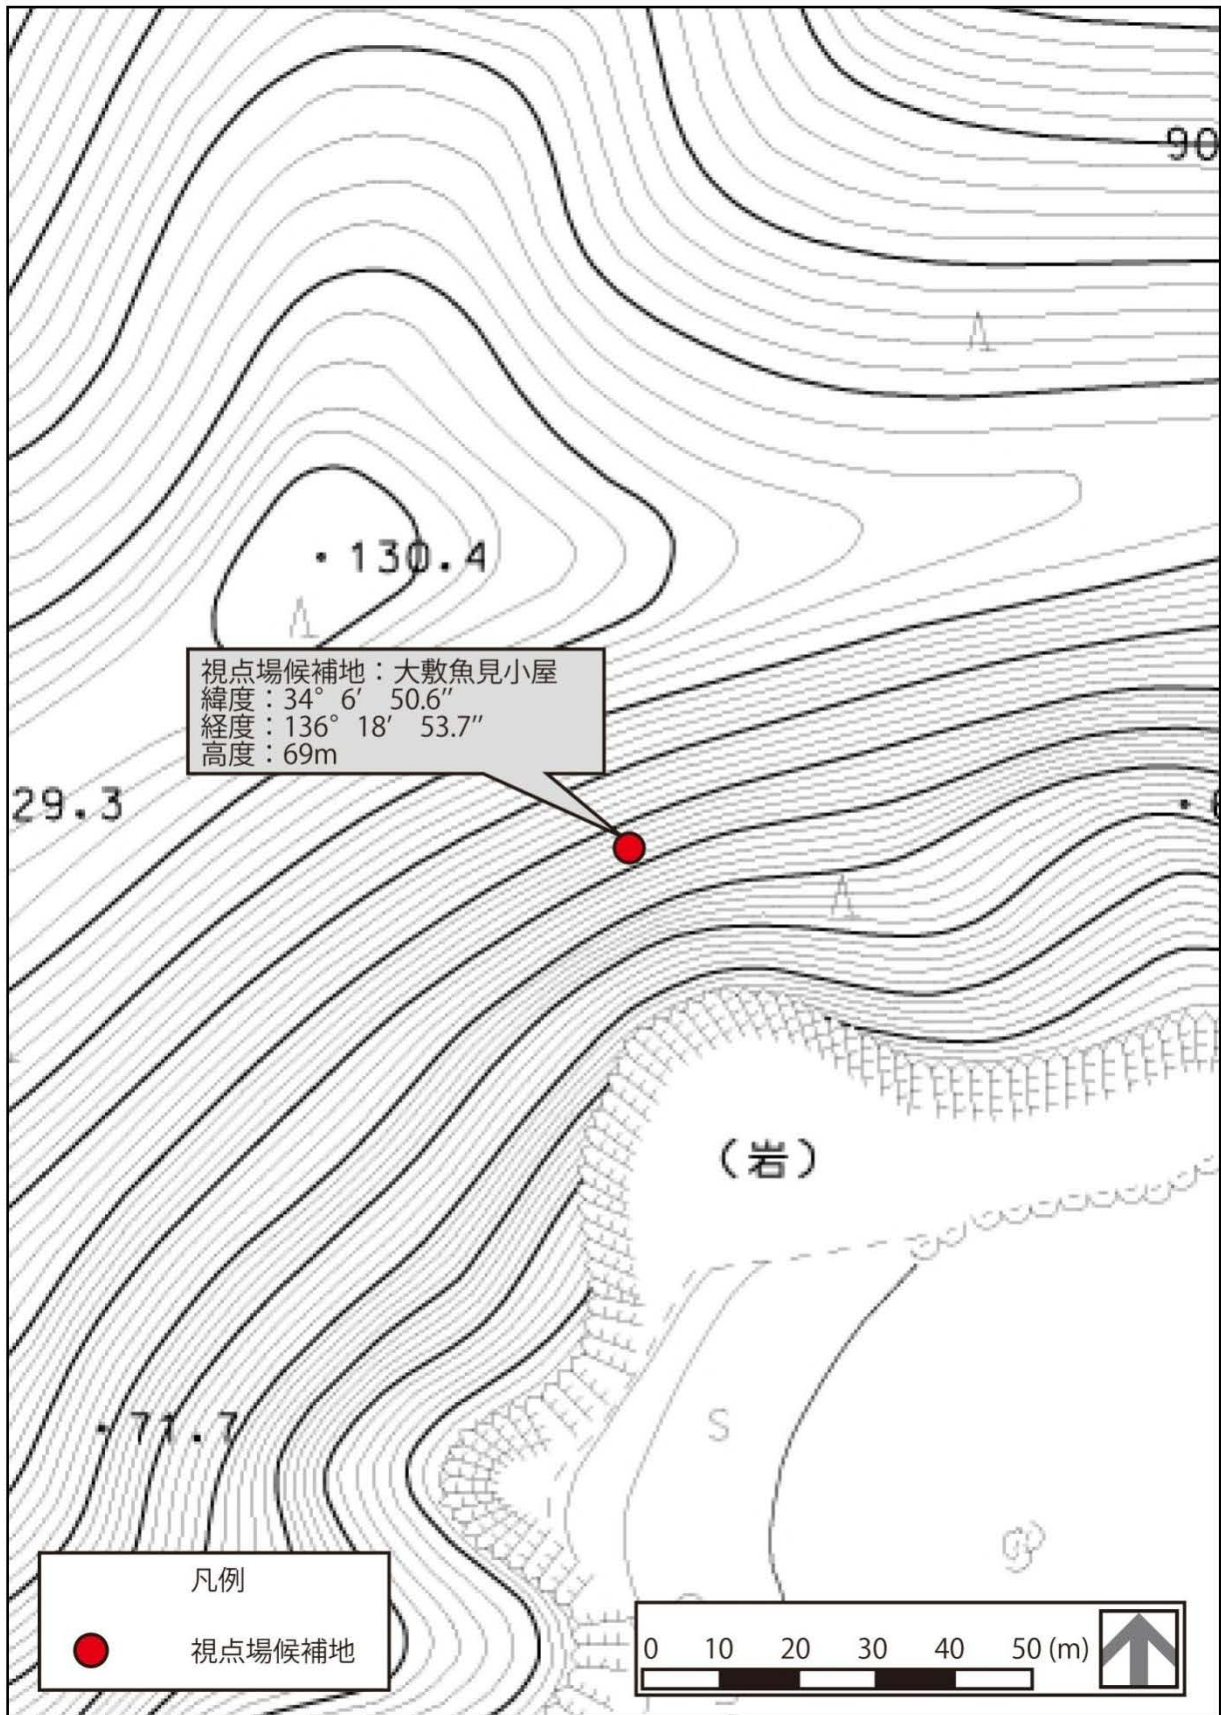 90
130.4
視点場候補地：大敷魚見小屋
緯度：34° 6′ 50.6″
経度：136° 18′ 53.7″
高度：69m
29.3
（岩）
S
71.7
凡例
視点場候補地
0 10 20 30 40 50 (m)